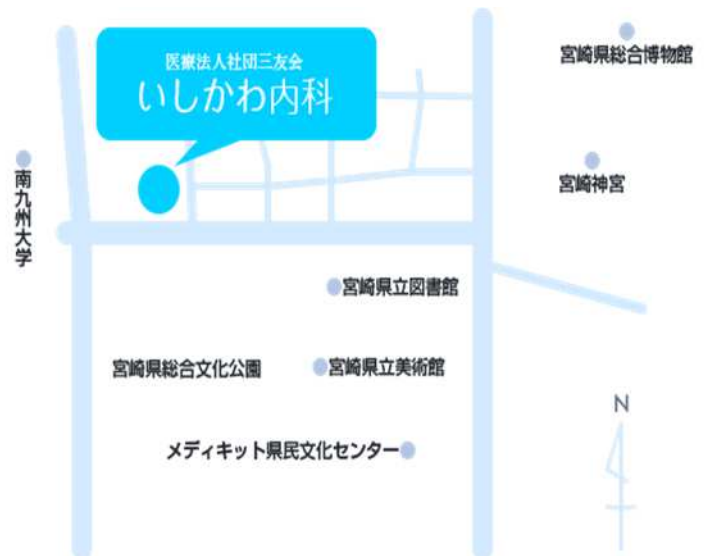 医療法人社団三友会
いしかわ内科
宮崎県総合博物館
南九州大学
宮崎神宮
宮崎県立図書館
宮崎県総合文化公園
宮崎県立美術館
メディキット県民文化センター
N